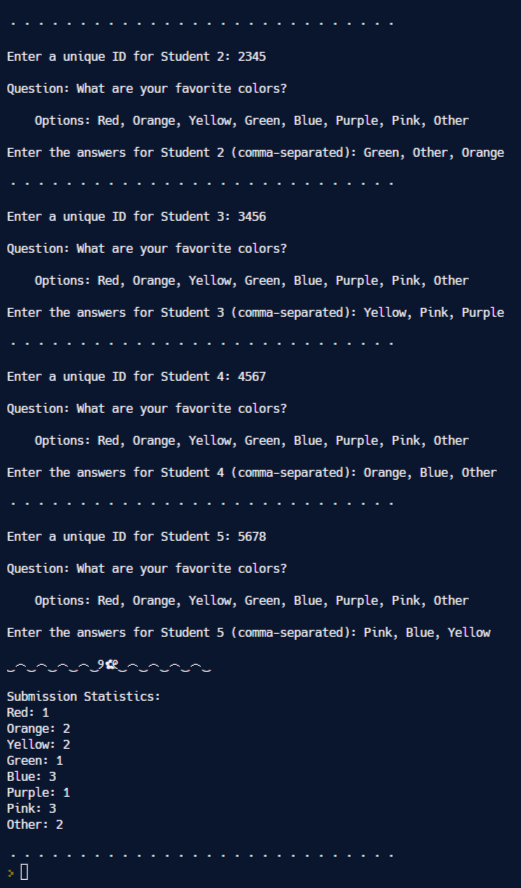 . . . . . . . . . . . . . . . . . . . . . . . . . . . .
Enter a unique ID for Student 2: 2345
Question: What are your favorite colors?
Options: Red, Orange, Yellow, Green, Blue, Purple, Pink, Other
Enter the answers for Student 2 (comma-separated): Green, Other, Orange
. . . . . . . . . . . . . . . . . . . . . . . . . . . .
Enter a unique ID for Student 3: 3456
Question: What are your favorite colors?
Options: Red, Orange, Yellow, Green, Blue, Purple, Pink, Other
Enter the answers for Student 3 (comma-separated): Yellow, Pink, Purple
. . . . . . . . . . . . . . . . . . . . . . . . . . . .
Enter a unique ID for Student 4: 4567
Question: What are your favorite colors?
Options: Red, Orange, Yellow, Green, Blue, Purple, Pink, Other
Enter the answers for Student 4 (comma-separated): Orange, Blue, Other
. . . . . . . . . . . . . . . . . . . . . . . . . . . .
Enter a unique ID for Student 5: 5678
Question: What are your favorite colors?
Options: Red, Orange, Yellow, Green, Blue, Purple, Pink, Other
Enter the answers for Student 5 (comma-separated): Pink, Blue, Yellow
Submission Statistics:
Red: 1
Orange: 2
Yellow: 2
Green: 1
Blue: 3
Purple: 1
Pink: 3
Other: 2
. . . . . . . . . . . . . . . . . . . . . . . . . . . .
>